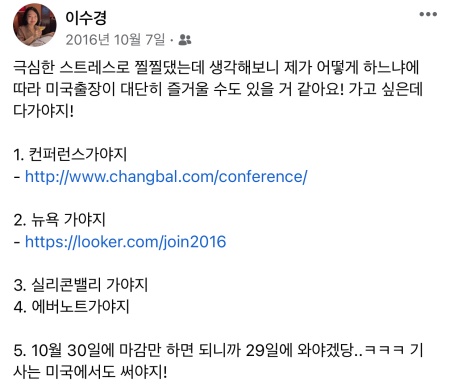 이수경
2016년 10월 7일 ·
극심한 스트레스로 찔찔댔는데 생각해보니 제가 어떻게 하느냐에
따라 미국출장이 대단히 즐거울 수도 있을 거 같아요! 가고 싶은데
다가야지!
1. 컨퍼런스가야지
- http://www.changbal.com/conference/
2. 뉴욕 가야지
- https://looker.com/join2016
3. 실리콘밸리 가야지
4. 에버노트가야지
5. 10월 30일에 마감만 하면 되니까 29일에 와야겠당..ㅋㅋㅋ 기
사는 미국에서도 써야지!